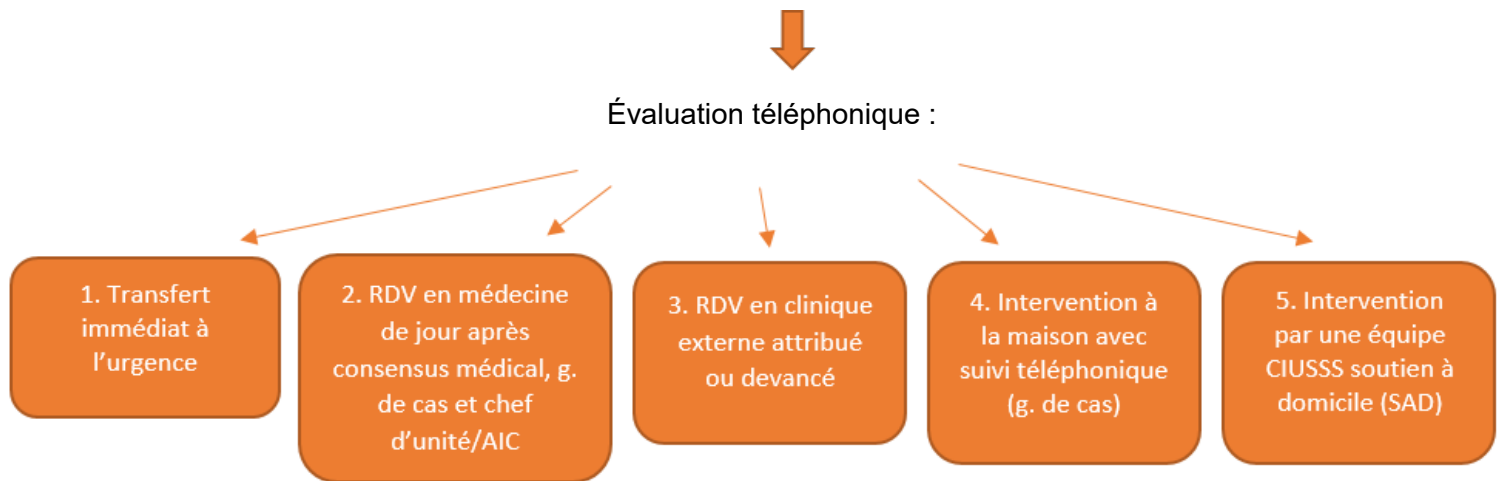 Évaluation téléphonique :
1. Transfert
immédiat à
l’urgence
2. RDV en médecine
de jour après
consensus médical, g.
de cas et chef
d’unité/AIC
3. RDV en clinique
externe attribué
ou devancé
4. Intervention à
la maison avec
suivi téléphonique
(g. de cas)
5. Intervention
par une équipe
CIUSSS soutien à
domicile (SAD)